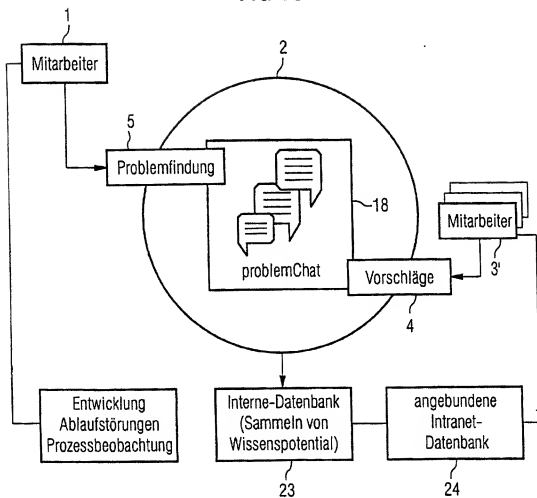 1
Mitarbeiter
2
5
Problemfindung
18
problemChat
Mitarbeiter
3'
Vorschläge
4
Entwicklung
Ablaufstörungen
Prozessbeobachtung
Interne-Datenbank
(Sammeln von
Wissenspotential)
23
angebundene
Intranet-
Datenbank
24